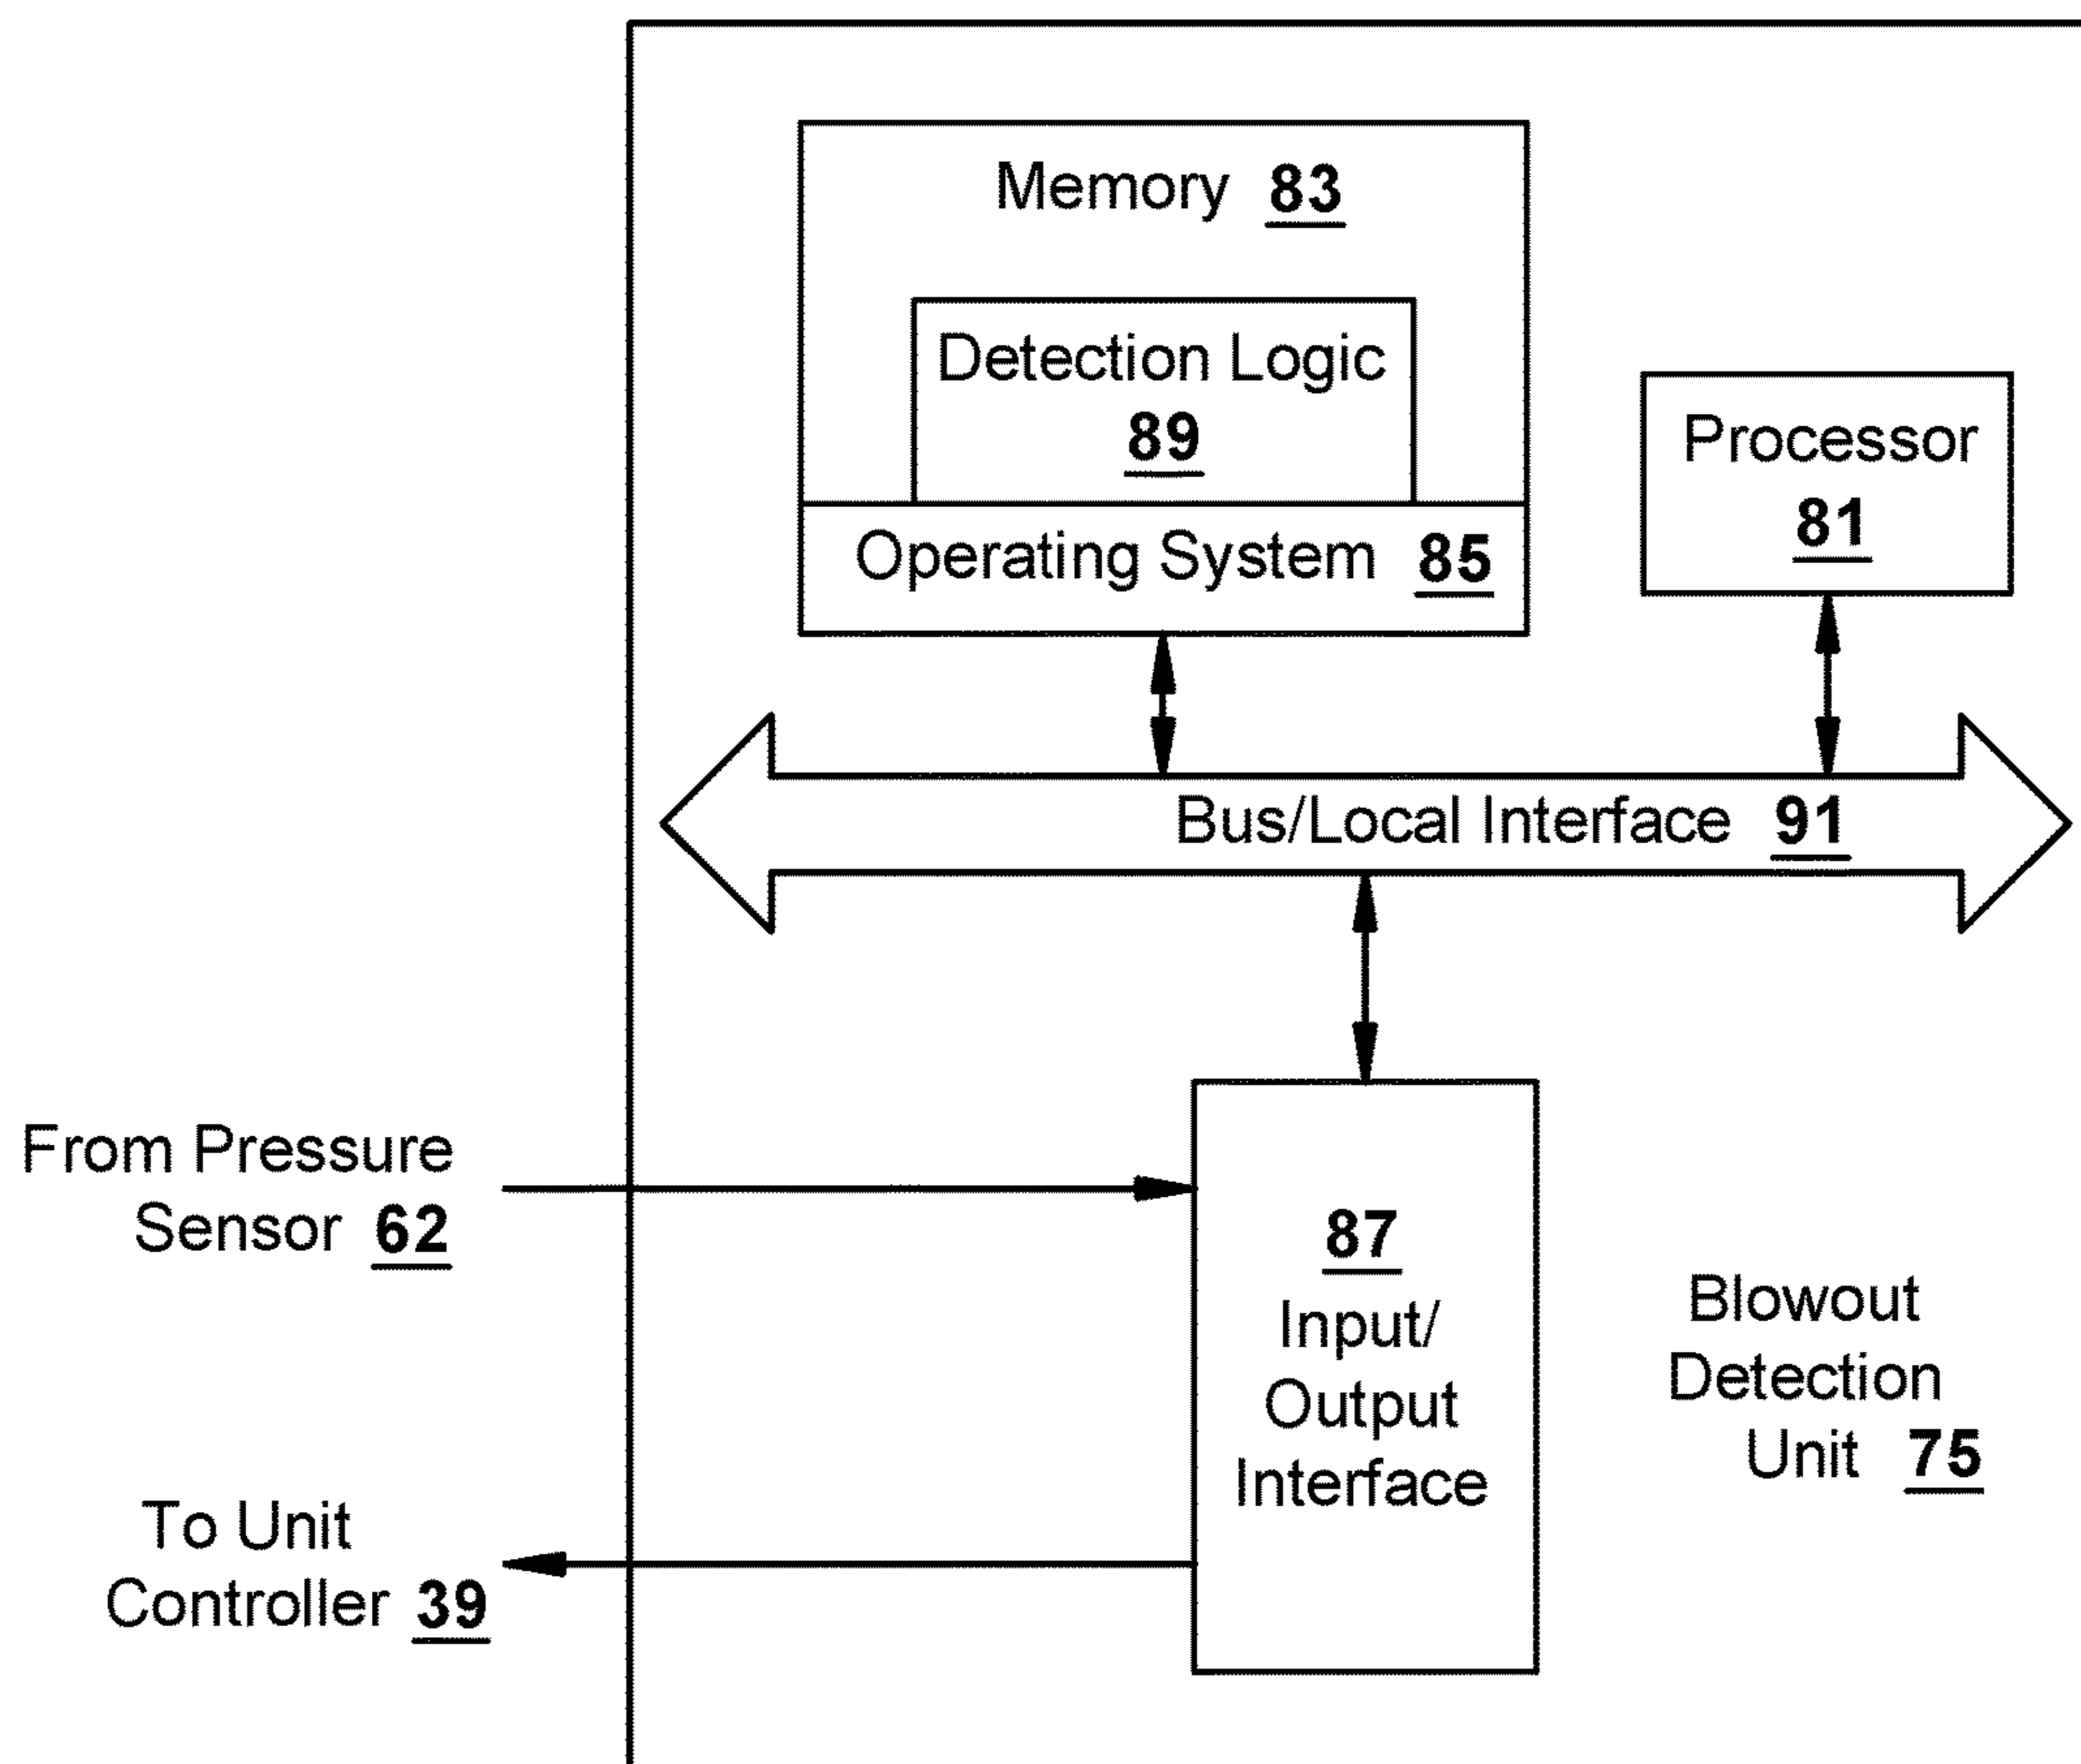 Memory 83
Detection Logic
89
Operating System 85
Processor
81
Bus/Local Interface 91
From Pressure
Sensor 62
87
Input/
Output
Interface
Blowout
Detection
Unit 75
To Unit
Controller 39